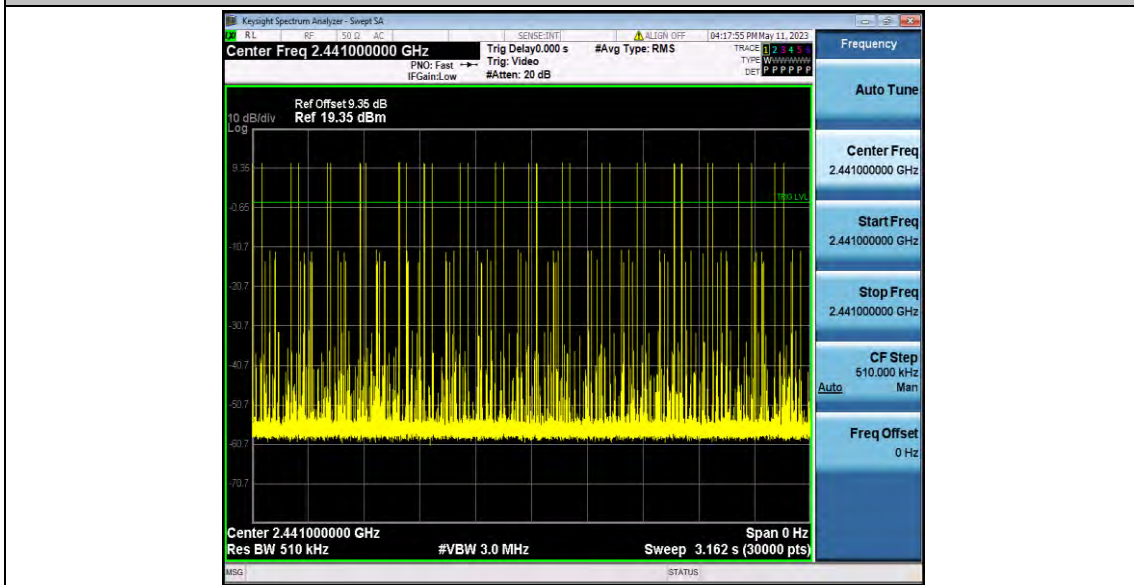 Keysight Spectrum Analyzer - Swept SA
RL RF 50 Ω AC SENSE:INT ALIGN OFF 04:17:55 PM May 11, 2023
Center Freq 2.441000000 GHz
PNO: Fast
IFGain:Low
Trig Delay0.000 s
Trig: Video
#Atten: 20 dB
#Avg Type: RMS
TRACE 1 2 3 4 5 6
TYPE WWWWWW
DET P P P P P P
10 dB/div
Log
Ref Offset 9.35 dB
Ref 19.35 dBm
9.35
TRIG LVL
-0.65
-10.7
-20.7
-30.7
-40.7
-50.7
-60.7
-70.7
Center 2.441000000 GHz
Span 0 Hz
Res BW 510 kHz
#VBW 3.0 MHz
Sweep 3.162 s (30000 pts)
MSG
STATUS
Frequency
Auto Tune
Center Freq
2.441000000 GHz
Start Freq
2.441000000 GHz
Stop Freq
2.441000000 GHz
CF Step
510.000 kHz
Auto Man
Freq Offset
0 Hz